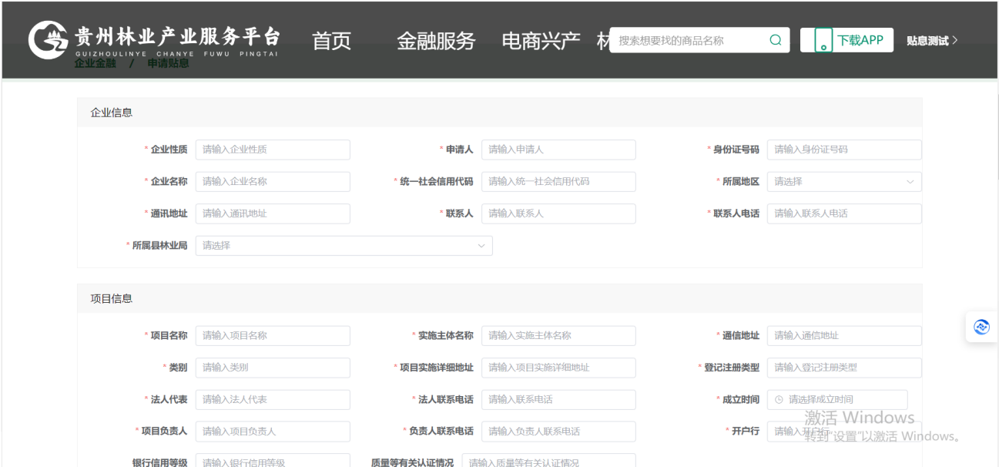 贵州林业产业服务平台
GUIZHOULINYE CHANYE FUWU PINGTAI
首页 金融服务 电商兴产 林 搜索想要找的商品名称 下载APP 贴息测试
企业金融 / 申请贴息
企业信息
* 企业性质 请输入企业性质 * 申请人 请输入申请人 * 身份证号码 请输入身份证号码
* 企业名称 请输入企业名称 * 统一社会信用代码 请输入统一社会信用代码 * 所属地区 请选择
* 通讯地址 请输入通讯地址 * 联系人 请输入联系人 * 联系人电话 请输入联系人电话
* 所属县林业局 请选择
项目信息
* 项目名称 请输入项目名称 * 实施主体名称 请输入实施主体名称 * 通信地址 请输入通信地址
* 类别 请输入类别 * 项目实施详细地址 请输入项目实施详细地址 * 登记注册类型 请输入登记注册类型
* 法人代表 请输入法人代表 * 法人联系电话 请输入联系电话 * 成立时间 请选择成立时间
* 项目负责人 请输入项目负责人 * 负责人联系电话 请输入负责人联系电话 * 开户行 请输入开户行
银行信用等级 请输入银行信用等级 质量等有关认证情况 请输入质量等有关认证情况
激活 Windows
转到"设置"以激活 Windows。